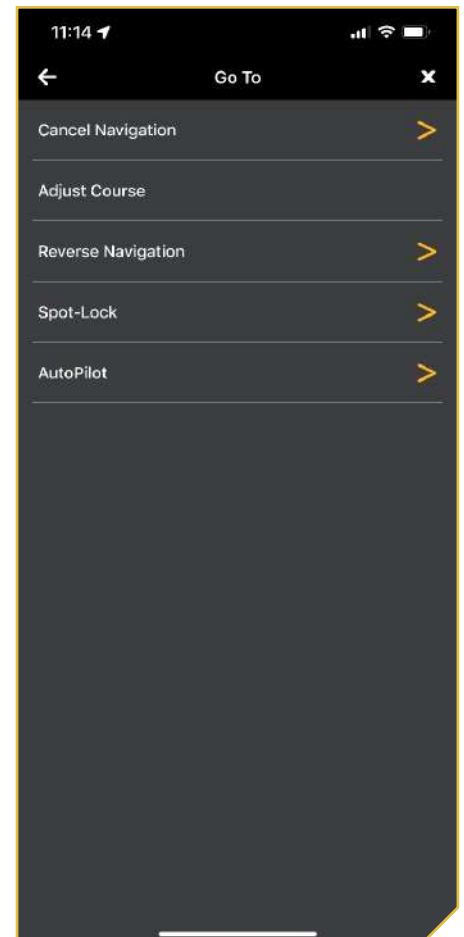 11:14
Go To
Cancel Navigation
Adjust Course
Reverse Navigation
Spot-Lock
AutoPilot